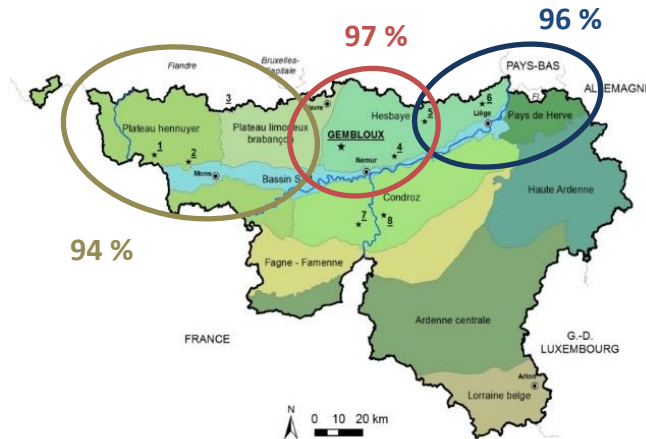 97 %
96 %
94 %
Flandre
Bruxelles-
Capitale
PAYS-BAS
ALLEMAGNE
3
6
5
Hesbaye
Liège
Pays de Herve
Plateau hennuyer
Plateau limoneux
brabançon
GEMBLOUX
1
2
4
Mons
Namur
Bassin
Condroz
Haute Ardenne
7
8
Fagne - Famenne
FRANCE
Ardenne centrale
G.-D.
LUXEMBOURG
Arlon
Lorraine belge
N
0 10 20 km